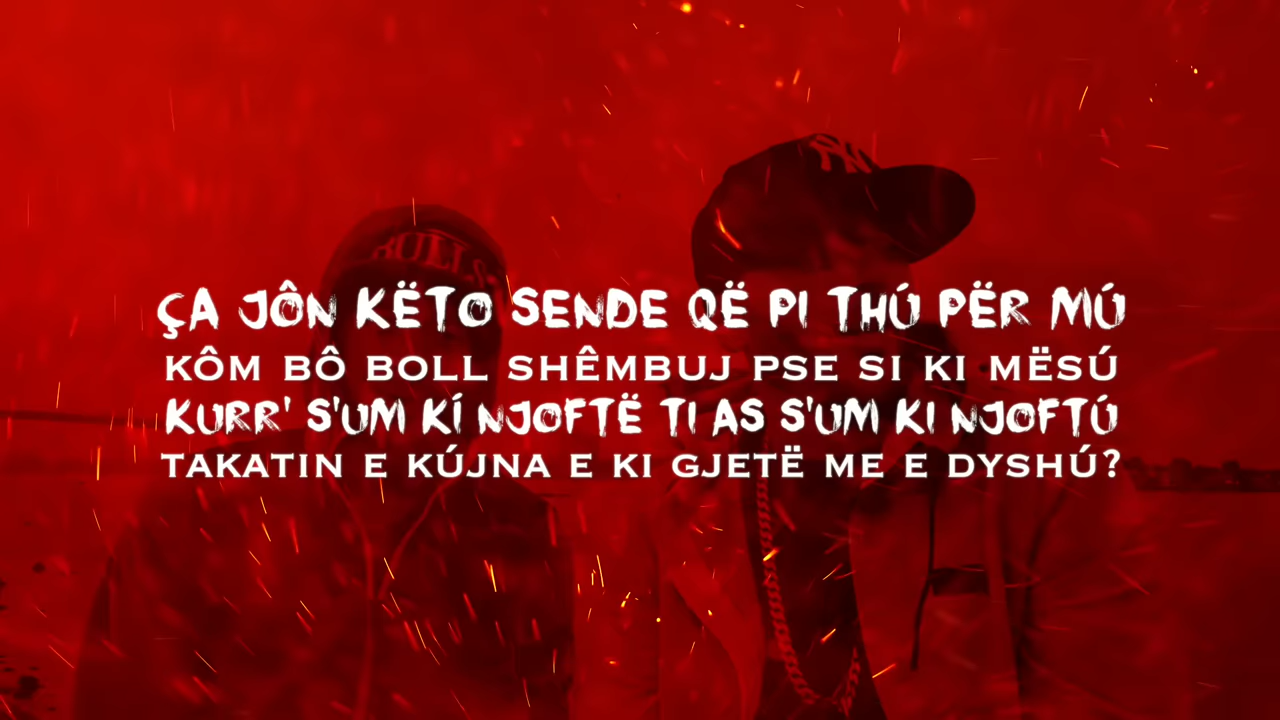 BULLS
ÇA JÔN KËTO SENDE QË PI THÚ PËR MÚ
KÔM BÔ BOLL SHÊMBUJ PSE SI KI MËSÚ
KURR' S'UM KÍ NJOFTË TI AS S'UM KI NJOFTÚ
TAKATIN E KÚJNA E KI GJETË ME E DYSHÚ?